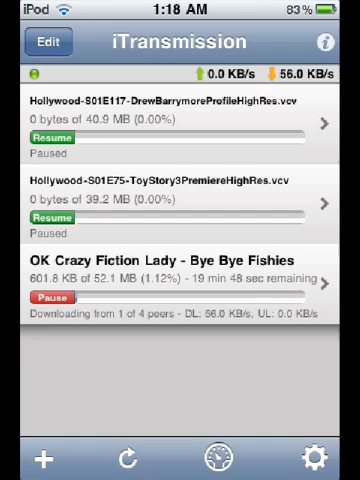 iPod 1:18 AM 83%
Edit iTransmission i
0.0 KB/s 56.0 KB/s
Hollywood-S01E117-DrewBarrymoreProfileHighRes.vcv
0 bytes of 40.9 MB (0.00%)
Resume
Paused
Hollywood-S01E75-ToyStory3PremiereHighRes.vcv
0 bytes of 39.2 MB (0.00%)
Resume
Paused
OK Crazy Fiction Lady - Bye Bye Fishies
601.8 KB of 52.1 MB (1.12%) - 19 min 48 sec remaining
Pause
Downloading from 1 of 4 peers - DL: 56.0 KB/s, UL: 0.0 KB/s